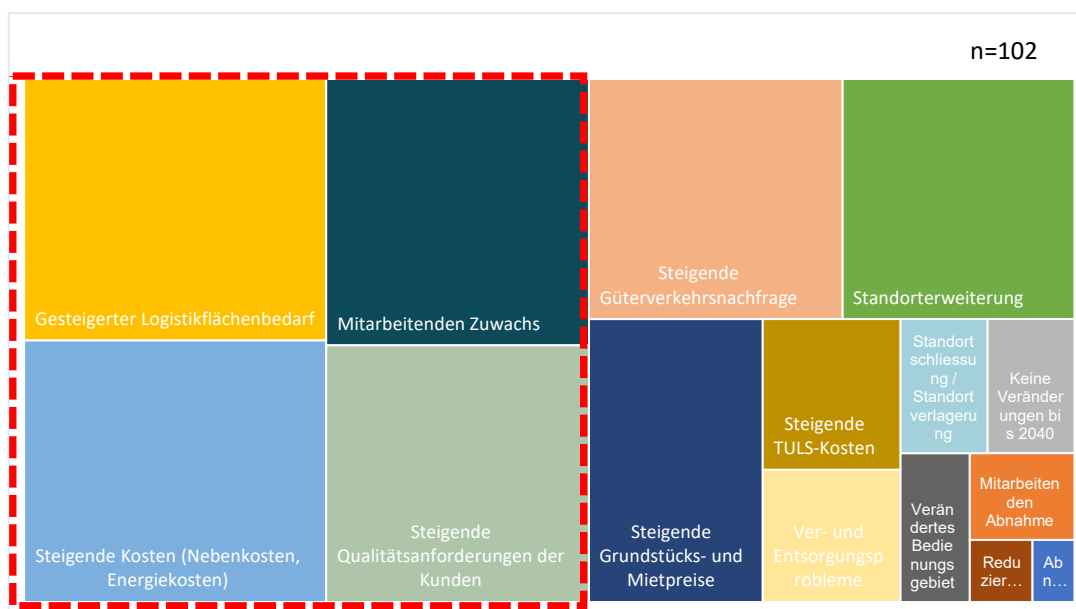 n=102
Gesteigerter Logistikflächenbedarf
Mitarbeitenden Zuwachs
Steigende
Güterverkehrsnachfrage
Standorterweiterung
Steigende Kosten (Nebenkosten,
Energiekosten)
Steigende
Qualitätsanforderungen der
Kunden
Steigende
Grundstücks- und
Mietpreise
Steigende
TULS-Kosten
Ver- und
Entsorgungsp
robleme
Standort
schliessu
ng /
Standort
verlageru
ng
Keine
Veränder
ungen bi
s 2040
Verän
dertes
Bedie
nungs
gebiet
Mitarbeiten
den
Abnahme
Redu
zier…
Ab
n…